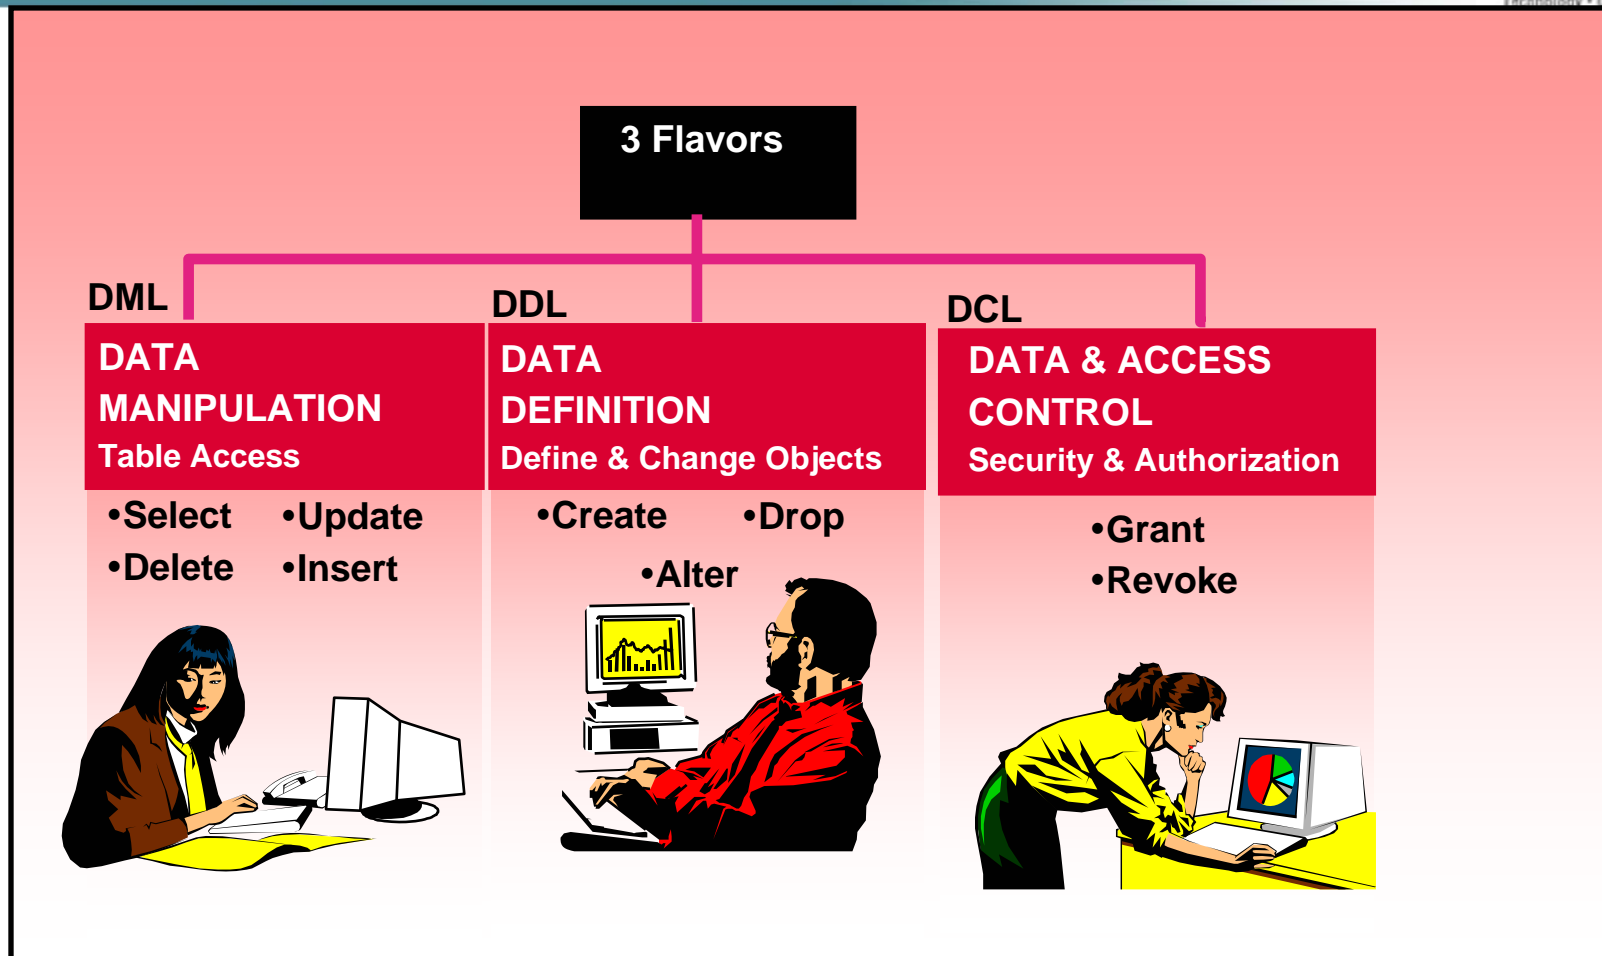 3 Flavors
DML
DATA
MANIPULATION
Table Access
•Select •Update
•Delete •Insert
DDL
DATA
DEFINITION
Define & Change Objects
•Create •Drop
•Alter
DCL
DATA & ACCESS
CONTROL
Security & Authorization
•Grant
•Revoke